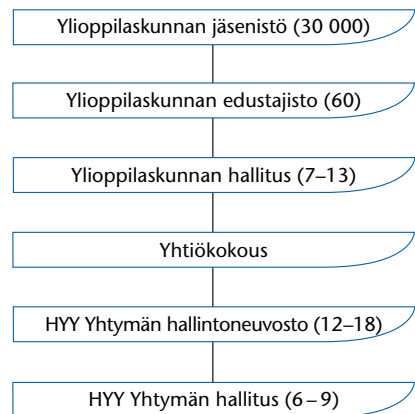 Ylioppilaskunnan jäsenistö (30 000)
Ylioppilaskunnan edustajisto (60)
Ylioppilaskunnan hallitus (7–13)
Yhtiökokous
HYY Yhtymän hallintoneuvosto (12–18)
HYY Yhtymän hallitus (6–9)